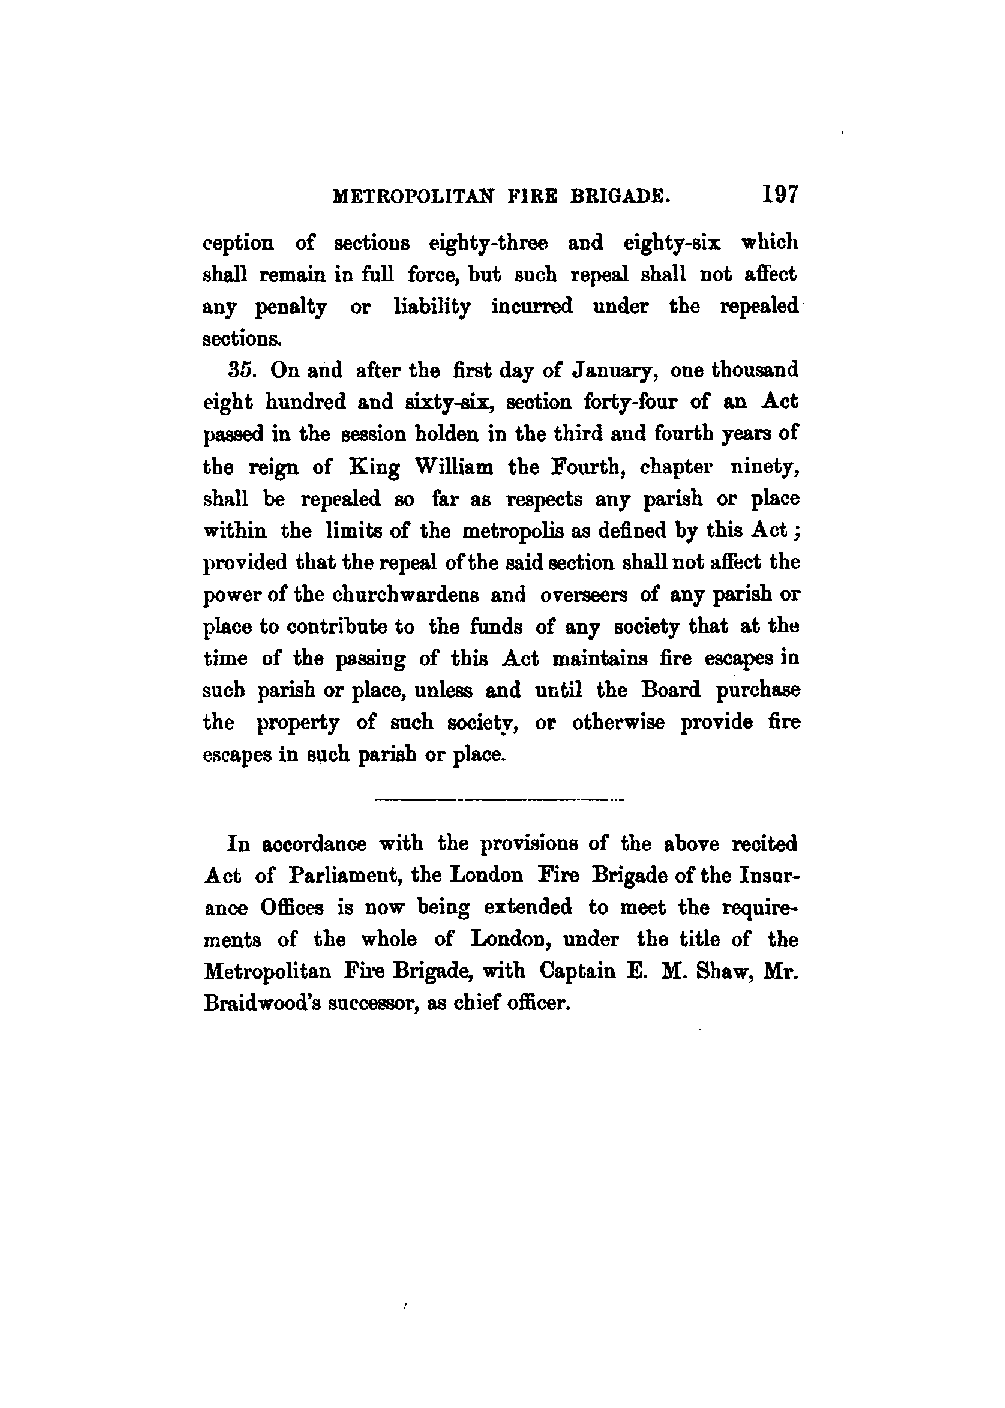 METROPOLITAN FIRE BRIGADE. 197
ception of sections eighty-three and eighty-six which
shall remain in full force, but such repeal shall not affect
any penalty or liability incurred under the repealed
sections.
35. On and after the first day of January, one thousand
eight hundred and sixty-six, section forty-four of an Act
passed in the session holden in the third and fourth years of
the reign of King William the Fourth, chapter ninety,
shall be repealed so far as respects any parish or place
within the limits of the metropolis as defined by this Act ;
provided that the repeal of the said section shall not affect the
power of the churchwardens and overseers of any parish or
place to contribute to the funds of any society that at the
time of the passing of this Act maintains fire escapes in
such parish or place, unless and until the Board purchase
the property of such society, or otherwise provide fire
escapes in such parish or place.
In accordance with the provisions of the above recited
Act of Parliament, the London Fire Brigade of the Insur-
ance Offices is now being extended to meet the require-
ments of the whole of London, under the title of the
Metropolitan Fire Brigade, with Captain E. M. Shaw, Mr.
Braidwood's successor, as chief officer.